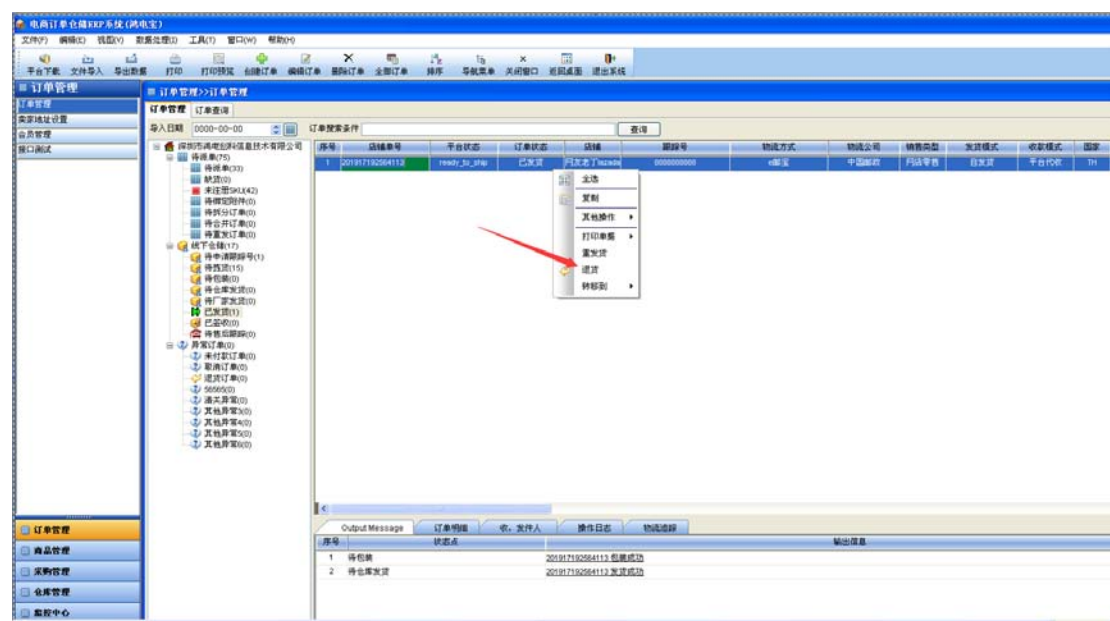 电商订单仓储ERP系统(鸿电宝)
文件(F) 编辑(E) 视图(V) 数据处理(D) 工具(T) 窗口(W) 帮助(H)
平台下载 文件导入 导出数据 打印 打印预览 创建订单 编辑订单 删除订单 全部订单 排序 导航菜单 关闭窗口 返回桌面 退出系统
订单管理
订单管理
卖家地址设置
会员管理
接口测试
订单管理>>订单管理
订单管理 订单查询
导入日期 0000-00-00 订单搜索条件 查询
待派单(75)
待派单(33)
缺货(0)
未注册SKU(42)
待绑定附件(0)
待拆分订单(0)
待合并订单(0)
待重发订单(0)
线下仓储(17)
待申请跟踪号(1)
待拣货(15)
待包装(0)
待仓库发货(0)
待厂家发货(0)
已发货(1)
已签收(0)
待售后跟踪(0)
异常订单(0)
未付款订单(0)
取消订单(0)
退货订单(0)
56565(0)
通关异常(0)
其他异常3(0)
其他异常4(0)
其他异常5(0)
其他异常6(0)
序号 店铺单号 平台状态 订单状态 店铺 跟踪号 物流方式 物流公司 销售类型 发货模式 收款模式 国家
1 201917192564113 ready_to_ship 已发货 0000000000 e邮宝 中国邮政 网店零售 自发货 平台代收 TH
全选
复制
其他操作
打印单据
重发货
退货
转移到
订单管理
商品管理
采购管理
仓库管理
监控中心
Output Message 订单明细 收，发件人 操作日志 物流追踪
序号 状态点 输出信息
1 待包装 201917192564113 包装成功
2 待仓库发货 201917192564113 发货成功